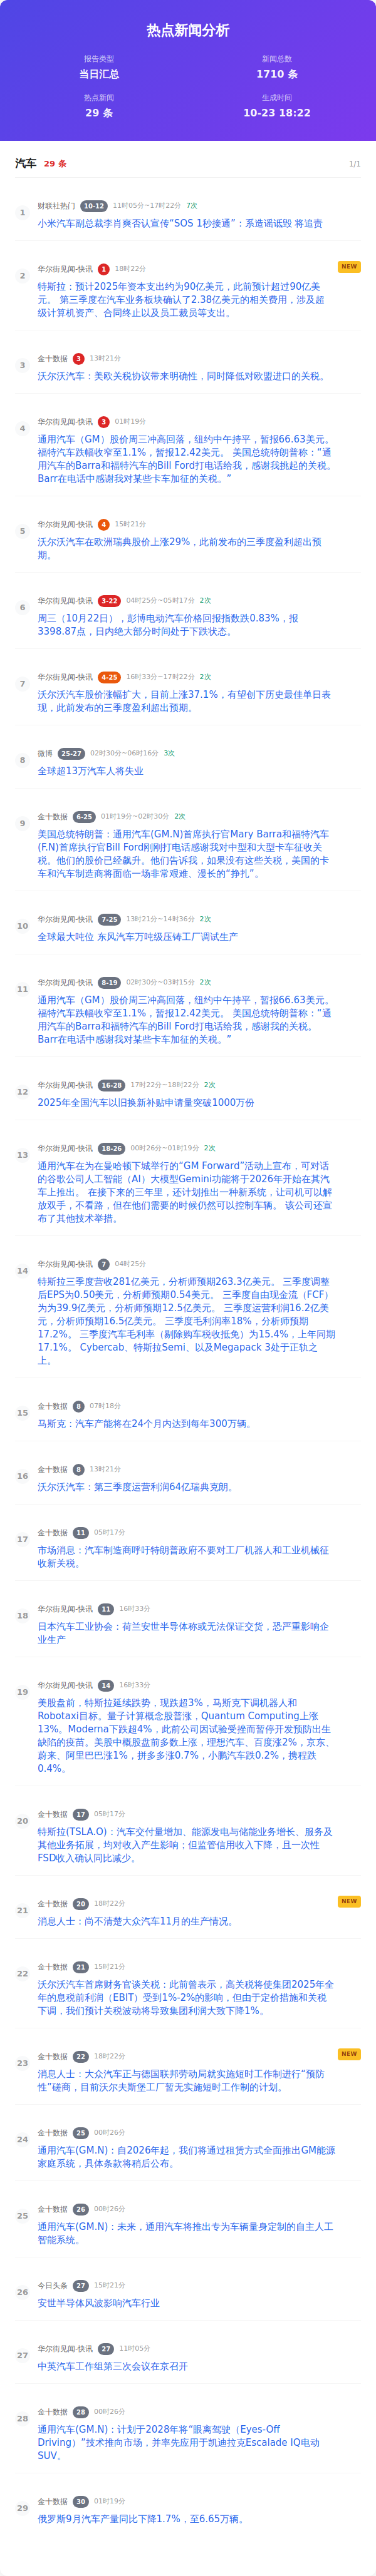 热点新闻分析
报告类型
当日汇总
新闻总数
1710 条
热点新闻
29 条
生成时间
10-23 18:22
汽车 29 条 1/1
1
财联社热门 10-12 11时05分~17时22分 7次
小米汽车副总裁李肖爽否认宣传“SOS 1秒接通”：系造谣诋毁 将追责
2
华尔街见闻-快讯 1 18时22分 NEW
特斯拉：预计2025年资本支出约为90亿美元，此前预计超过90亿美
元。 第三季度在汽车业务板块确认了2.38亿美元的相关费用，涉及超
级计算机资产、合同终止以及员工裁员等支出。
3
金十数据 3 13时21分
沃尔沃汽车：美欧关税协议带来明确性，同时降低对欧盟进口的关税。
4
华尔街见闻-快讯 3 01时19分
通用汽车（GM）股价周三冲高回落，纽约中午持平，暂报66.63美元。
福特汽车跌幅收窄至1.1%，暂报12.42美元。 美国总统特朗普称：“通
用汽车的Barra和福特汽车的Bill Ford打电话给我，感谢我挑起的关税。
Barr在电话中感谢我对某些卡车加征的关税。”
5
华尔街见闻-快讯 4 15时21分
沃尔沃汽车在欧洲瑞典股价上涨29%，此前发布的三季度盈利超出预
期。
6
华尔街见闻-快讯 3-22 04时25分~05时17分 2次
周三（10月22日），彭博电动汽车价格回报指数跌0.83%，报
3398.87点，日内绝大部分时间处于下跌状态。
7
华尔街见闻-快讯 4-25 16时33分~17时22分 2次
沃尔沃汽车股价涨幅扩大，目前上涨37.1%，有望创下历史最佳单日表
现，此前发布的三季度盈利超出预期。
8
微博 25-27 02时30分~06时16分 3次
全球超13万汽车人将失业
9
金十数据 6-25 01时19分~02时30分 2次
美国总统特朗普：通用汽车(GM.N)首席执行官Mary Barra和福特汽车
(F.N)首席执行官Bill Ford刚刚打电话感谢我对中型和大型卡车征收关
税。他们的股价已经飙升。他们告诉我，如果没有这些关税，美国的卡
车和汽车制造商将面临一场非常艰难、漫长的“挣扎”。
10
华尔街见闻-快讯 7-25 13时21分~14时36分 2次
全球最大吨位 东风汽车万吨级压铸工厂调试生产
11
华尔街见闻-快讯 8-19 02时30分~03时15分 2次
通用汽车（GM）股价周三冲高回落，纽约中午持平，暂报66.63美元。
福特汽车跌幅收窄至1.1%，暂报12.42美元。 美国总统特朗普称：“通
用汽车的Barra和福特汽车的Bill Ford打电话给我，感谢我的关税。
Barr在电话中感谢我对某些卡车加征的关税。”
12
华尔街见闻-快讯 16-28 17时22分~18时22分 2次
2025年全国汽车以旧换新补贴申请量突破1000万份
13
华尔街见闻-快讯 18-26 00时26分~01时19分 2次
通用汽车在为在曼哈顿下城举行的“GM Forward”活动上宣布，可对话
的谷歌公司人工智能（AI）大模型Gemini功能将于2026年开始在其汽
车上推出。 在接下来的三年里，还计划推出一种新系统，让司机可以解
放双手，不看路，但在他们需要的时候仍然可以控制车辆。 该公司还宣
布了其他技术举措。
14
华尔街见闻-快讯 7 04时25分
特斯拉三季度营收281亿美元，分析师预期263.3亿美元。 三季度调整
后EPS为0.50美元，分析师预期0.54美元。 三季度自由现金流（FCF）
为为39.9亿美元，分析师预期12.5亿美元。 三季度运营利润16.2亿美
元，分析师预期16.5亿美元。 三季度毛利润率18%，分析师预期
17.2%。 三季度汽车毛利率（剔除购车税收抵免）为15.4%，上年同期
17.1%。 Cybercab、特斯拉Semi、以及Megapack 3处于正轨之
上。
15
金十数据 8 07时18分
马斯克：汽车产能将在24个月内达到每年300万辆。
16
金十数据 8 13时21分
沃尔沃汽车：第三季度运营利润64亿瑞典克朗。
17
金十数据 11 05时17分
市场消息：汽车制造商呼吁特朗普政府不要对工厂机器人和工业机械征
收新关税。
18
华尔街见闻-快讯 11 16时33分
日本汽车工业协会：荷兰安世半导体称或无法保证交货，恐严重影响企
业生产
19
华尔街见闻-快讯 14 16时33分
美股盘前，特斯拉延续跌势，现跌超3%，马斯克下调机器人和
Robotaxi目标。量子计算概念股普涨，Quantum Computing上涨
13%。Moderna下跌超4%，此前公司因试验受挫而暂停开发预防出生
缺陷的疫苗。美股中概股盘前多数上涨，理想汽车、百度涨2%，京东、
蔚来、阿里巴巴涨1%，拼多多涨0.7%，小鹏汽车跌0.2%，携程跌
0.4%。
20
金十数据 17 05时17分
特斯拉(TSLA.O)：汽车交付量增加、能源发电与储能业务增长、服务及
其他业务拓展，均对收入产生影响；但监管信用收入下降，且一次性
FSD收入确认同比减少。
21
金十数据 20 18时22分 NEW
消息人士：尚不清楚大众汽车11月的生产情况。
22
金十数据 21 15时21分
沃尔沃汽车首席财务官谈关税：此前曾表示，高关税将使集团2025年全
年的息税前利润（EBIT）受到1%-2%的影响，但由于定价措施和关税
下调，我们预计关税波动将导致集团利润大致下降1%。
23
金十数据 22 18时22分 NEW
消息人士：大众汽车正与德国联邦劳动局就实施短时工作制进行“预防
性”磋商，目前沃尔夫斯堡工厂暂无实施短时工作制的计划。
24
金十数据 25 00时26分
通用汽车(GM.N)：自2026年起，我们将通过租赁方式全面推出GM能源
家庭系统，具体条款将稍后公布。
25
金十数据 26 00时26分
通用汽车(GM.N)：未来，通用汽车将推出专为车辆量身定制的自主人工
智能系统。
26
今日头条 27 15时21分
安世半导体风波影响汽车行业
27
华尔街见闻-快讯 27 11时05分
中英汽车工作组第三次会议在京召开
28
金十数据 28 00时26分
通用汽车(GM.N)：计划于2028年将“眼离驾驶（Eyes-Off
Driving）”技术推向市场，并率先应用于凯迪拉克Escalade IQ电动
SUV。
29
金十数据 30 01时19分
俄罗斯9月汽车产量同比下降1.7%，至6.65万辆。